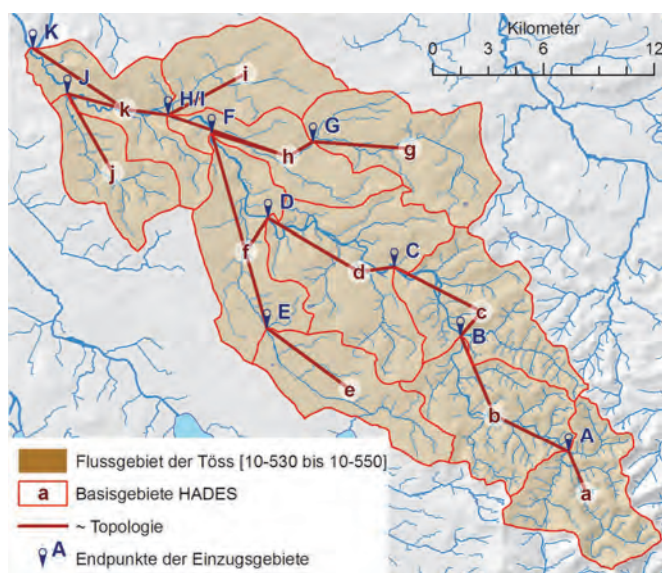 Kilometer
0 3 6 12
K
J
H/I
i
F
k
G
h
g
j
D
f
C
d
c
E
B
e
b
A
a
Flussgebiet der Töss [10-530 bis 10-550]
a Basisgebiete HADES
~ Topologie
A Endpunkte der Einzugsgebiete